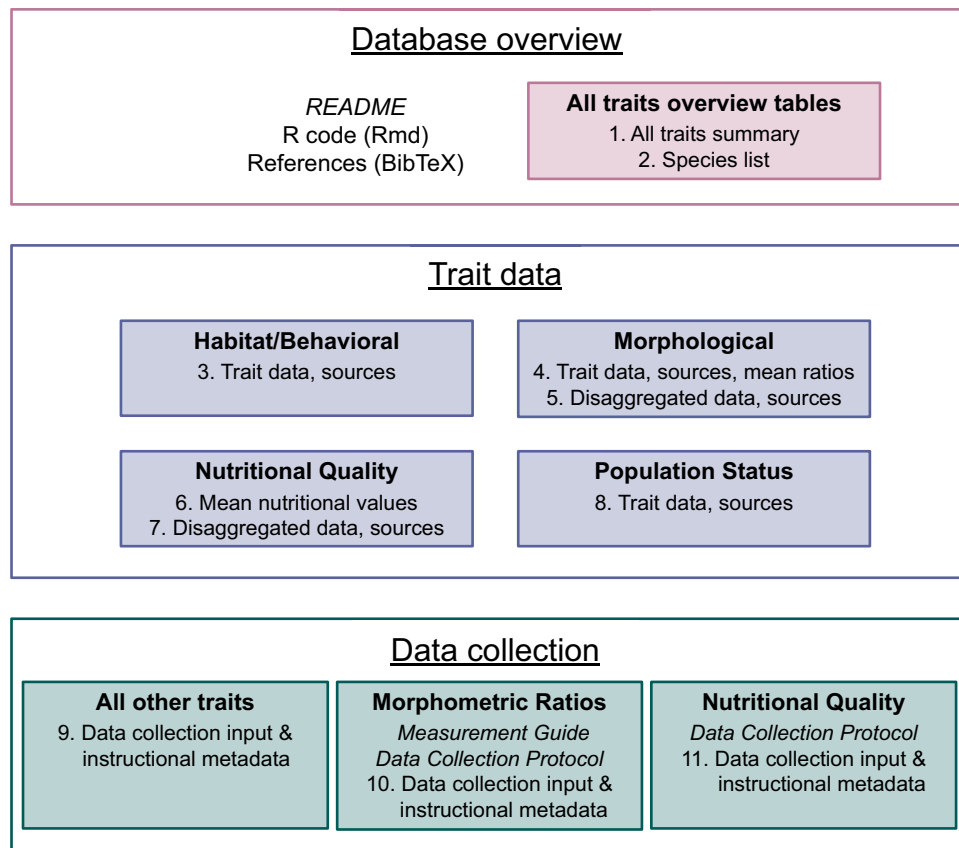 Database overview
README
R code (Rmd)
References (BibTeX)
All traits overview tables
1. All traits summary
2. Species list
Trait data
Habitat/Behavioral
3. Trait data, sources
Morphological
4. Trait data, sources, mean ratios
5. Disaggregated data, sources
Nutritional Quality
6. Mean nutritional values
7. Disaggregated data, sources
Population Status
8. Trait data, sources
Data collection
All other traits
9. Data collection input &
instructional metadata
Morphometric Ratios
Measurement Guide
Data Collection Protocol
10. Data collection input &
instructional metadata
Nutritional Quality
Data Collection Protocol
11. Data collection input &
instructional metadata